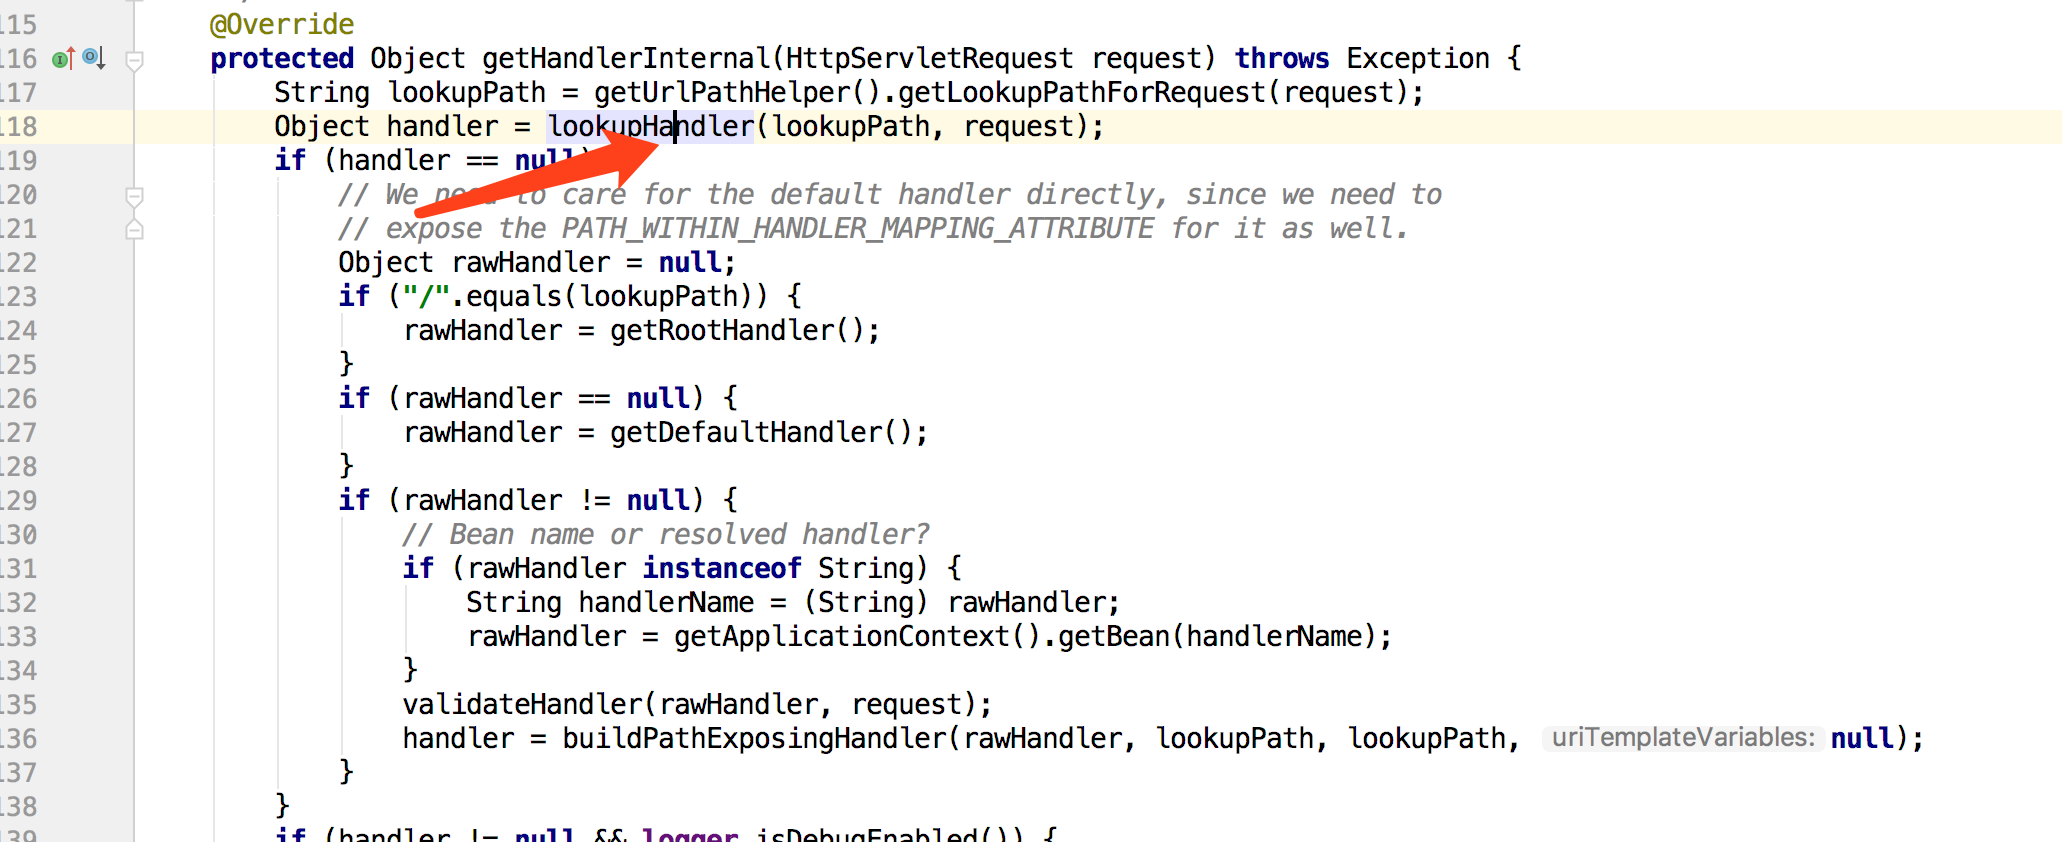 115 @Override
116 protected Object getHandlerInternal(HttpServletRequest request) throws Exception {
117 String lookupPath = getUrlPathHelper().getLookupPathForRequest(request);
118 Object handler = lookupHandler(lookupPath, request);
119 if (handler == null)
120 // We need to care for the default handler directly, since we need to
121 // expose the PATH_WITHIN_HANDLER_MAPPING_ATTRIBUTE for it as well.
122 Object rawHandler = null;
123 if ("/".equals(lookupPath)) {
124 rawHandler = getRootHandler();
125 }
126 if (rawHandler == null) {
127 rawHandler = getDefaultHandler();
128 }
129 if (rawHandler != null) {
130 // Bean name or resolved handler?
131 if (rawHandler instanceof String) {
132 String handlerName = (String) rawHandler;
133 rawHandler = getApplicationContext().getBean(handlerName);
134 }
135 validateHandler(rawHandler, request);
136 handler = buildPathExposingHandler(rawHandler, lookupPath, lookupPath, uriTemplateVariables: null);
137 }
138 }
139 if (handler != null && logger.isDebugEnabled()) {